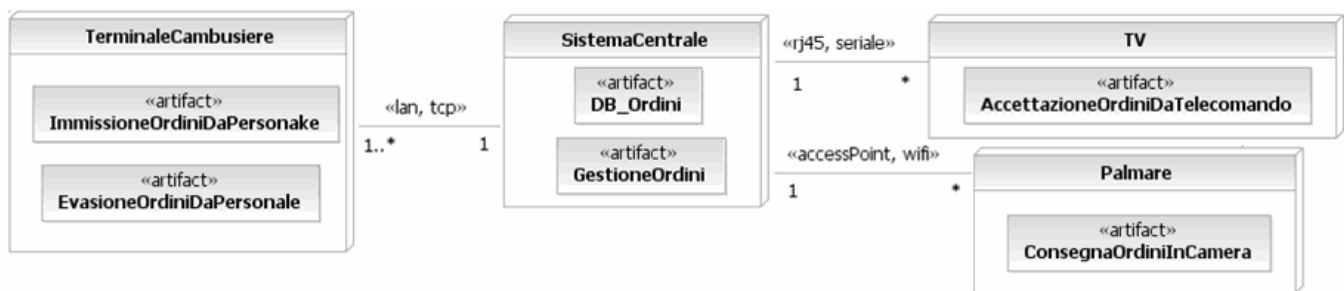 TerminaleCambusiere
«artifact»
ImmissioneOrdiniDaPersonake
«artifact»
EvasioneOrdiniDaPersonale
«lan, tcp»
1..*
1
SistemaCentrale
«artifact»
DB_Ordini
«artifact»
GestioneOrdini
«rj45, seriale»
1
*
TV
«artifact»
AccettazioneOrdiniDaTelecomando
«accessPoint, wifi»
1
*
Palmare
«artifact»
ConsegnaOrdiniInCamera